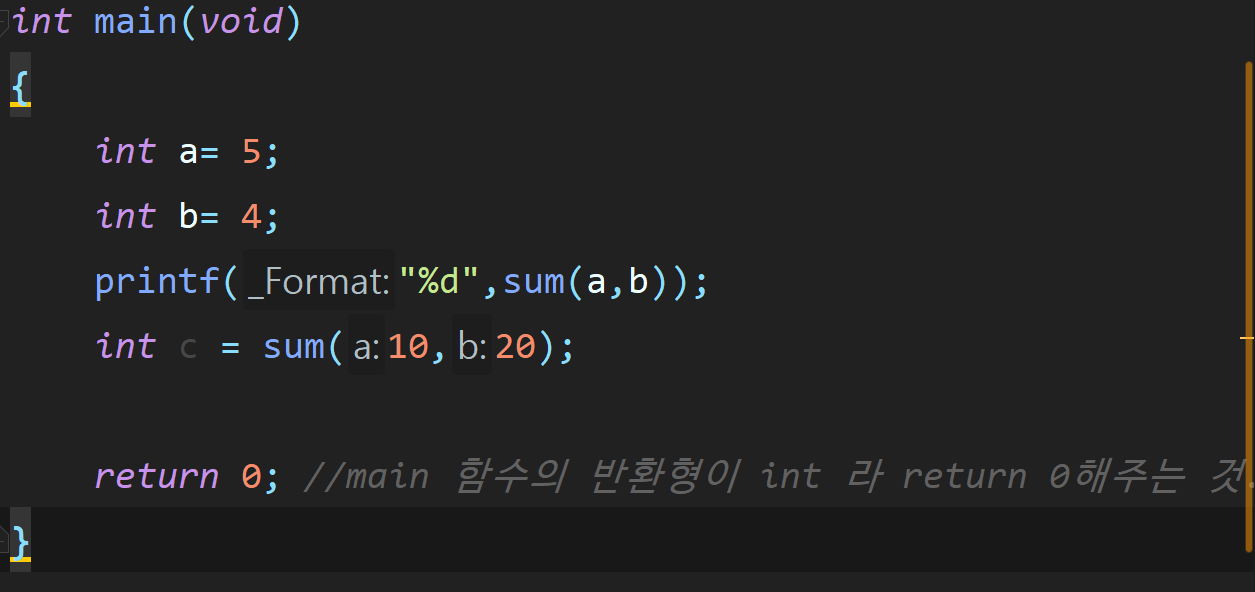 int main(void)
{
int a= 5;
int b= 4;
printf(_Format:"%d",sum(a,b));
int c = sum(a:10,b:20);
return 0; //main 함수의 반환형이 int 라 return 0해주는 것.
}